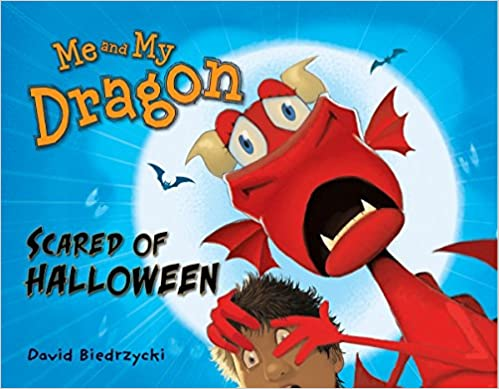 Me and My
Dragon
SCARED OF
HALLOWEEN
David Biedrzycki